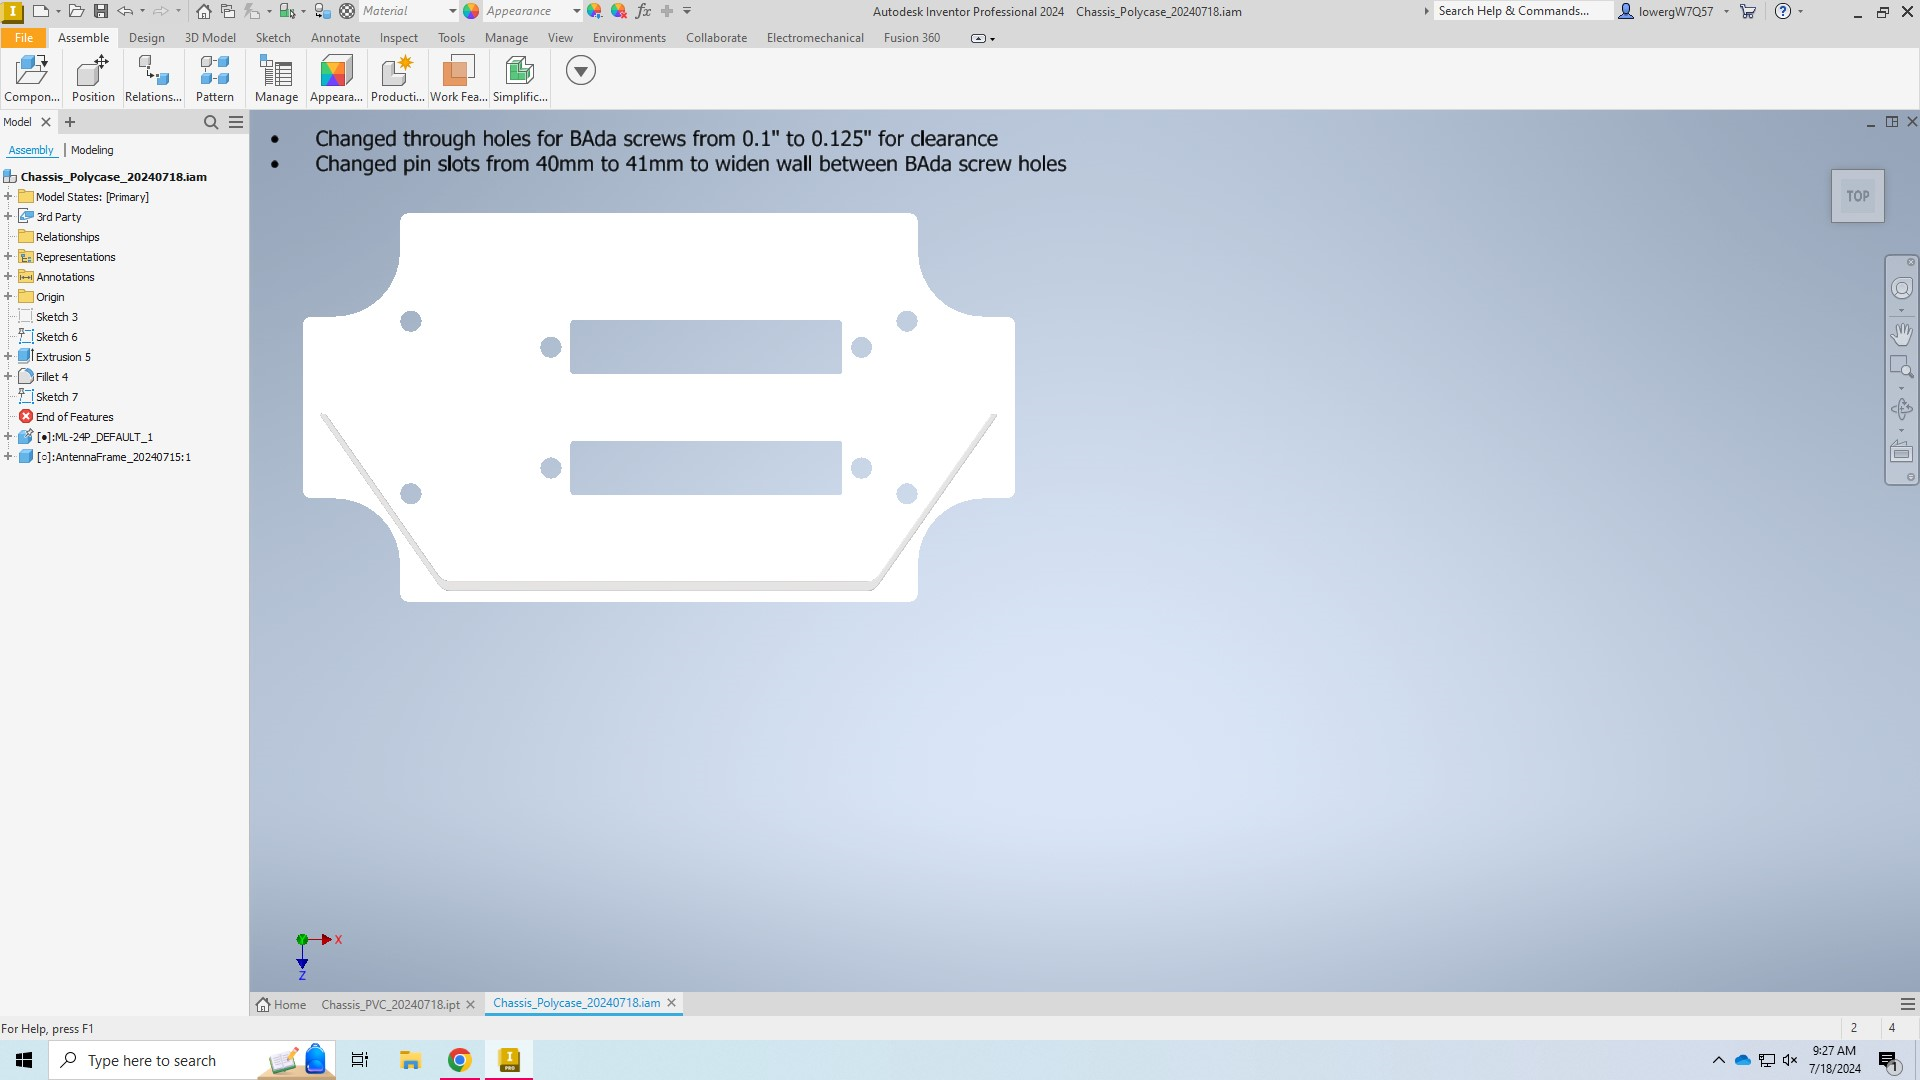 Material
Appearance
Autodesk Inventor Professional 2024 Chassis_Polycase_20240718.iam
Search Help & Commands...
lowergW7Q57
File Assemble Design 3D Model Sketch Annotate Inspect Tools Manage View Environments Collaborate Electromechanical Fusion 360
Compon... Position Relations... Pattern Manage Appeara... Producti... Work Fea... Simplific...
Model
Assembly Modeling
Chassis_Polycase_20240718.iam
Model States: [Primary]
3rd Party
Relationships
Representations
Annotations
Origin
Sketch 3
Sketch 6
Extrusion 5
Fillet 4
Sketch 7
End of Features
[●]:ML-24P_DEFAULT_1
[○]:AntennaFrame_20240715:1
• Changed through holes for BAda screws from 0.1" to 0.125" for clearance
• Changed pin slots from 40mm to 41mm to widen wall between BAda screw holes
TOP
X
Z
Home Chassis_PVC_20240718.ipt Chassis_Polycase_20240718.iam
For Help, press F1
2 4
Type here to search
9:27 AM
7/18/2024
1